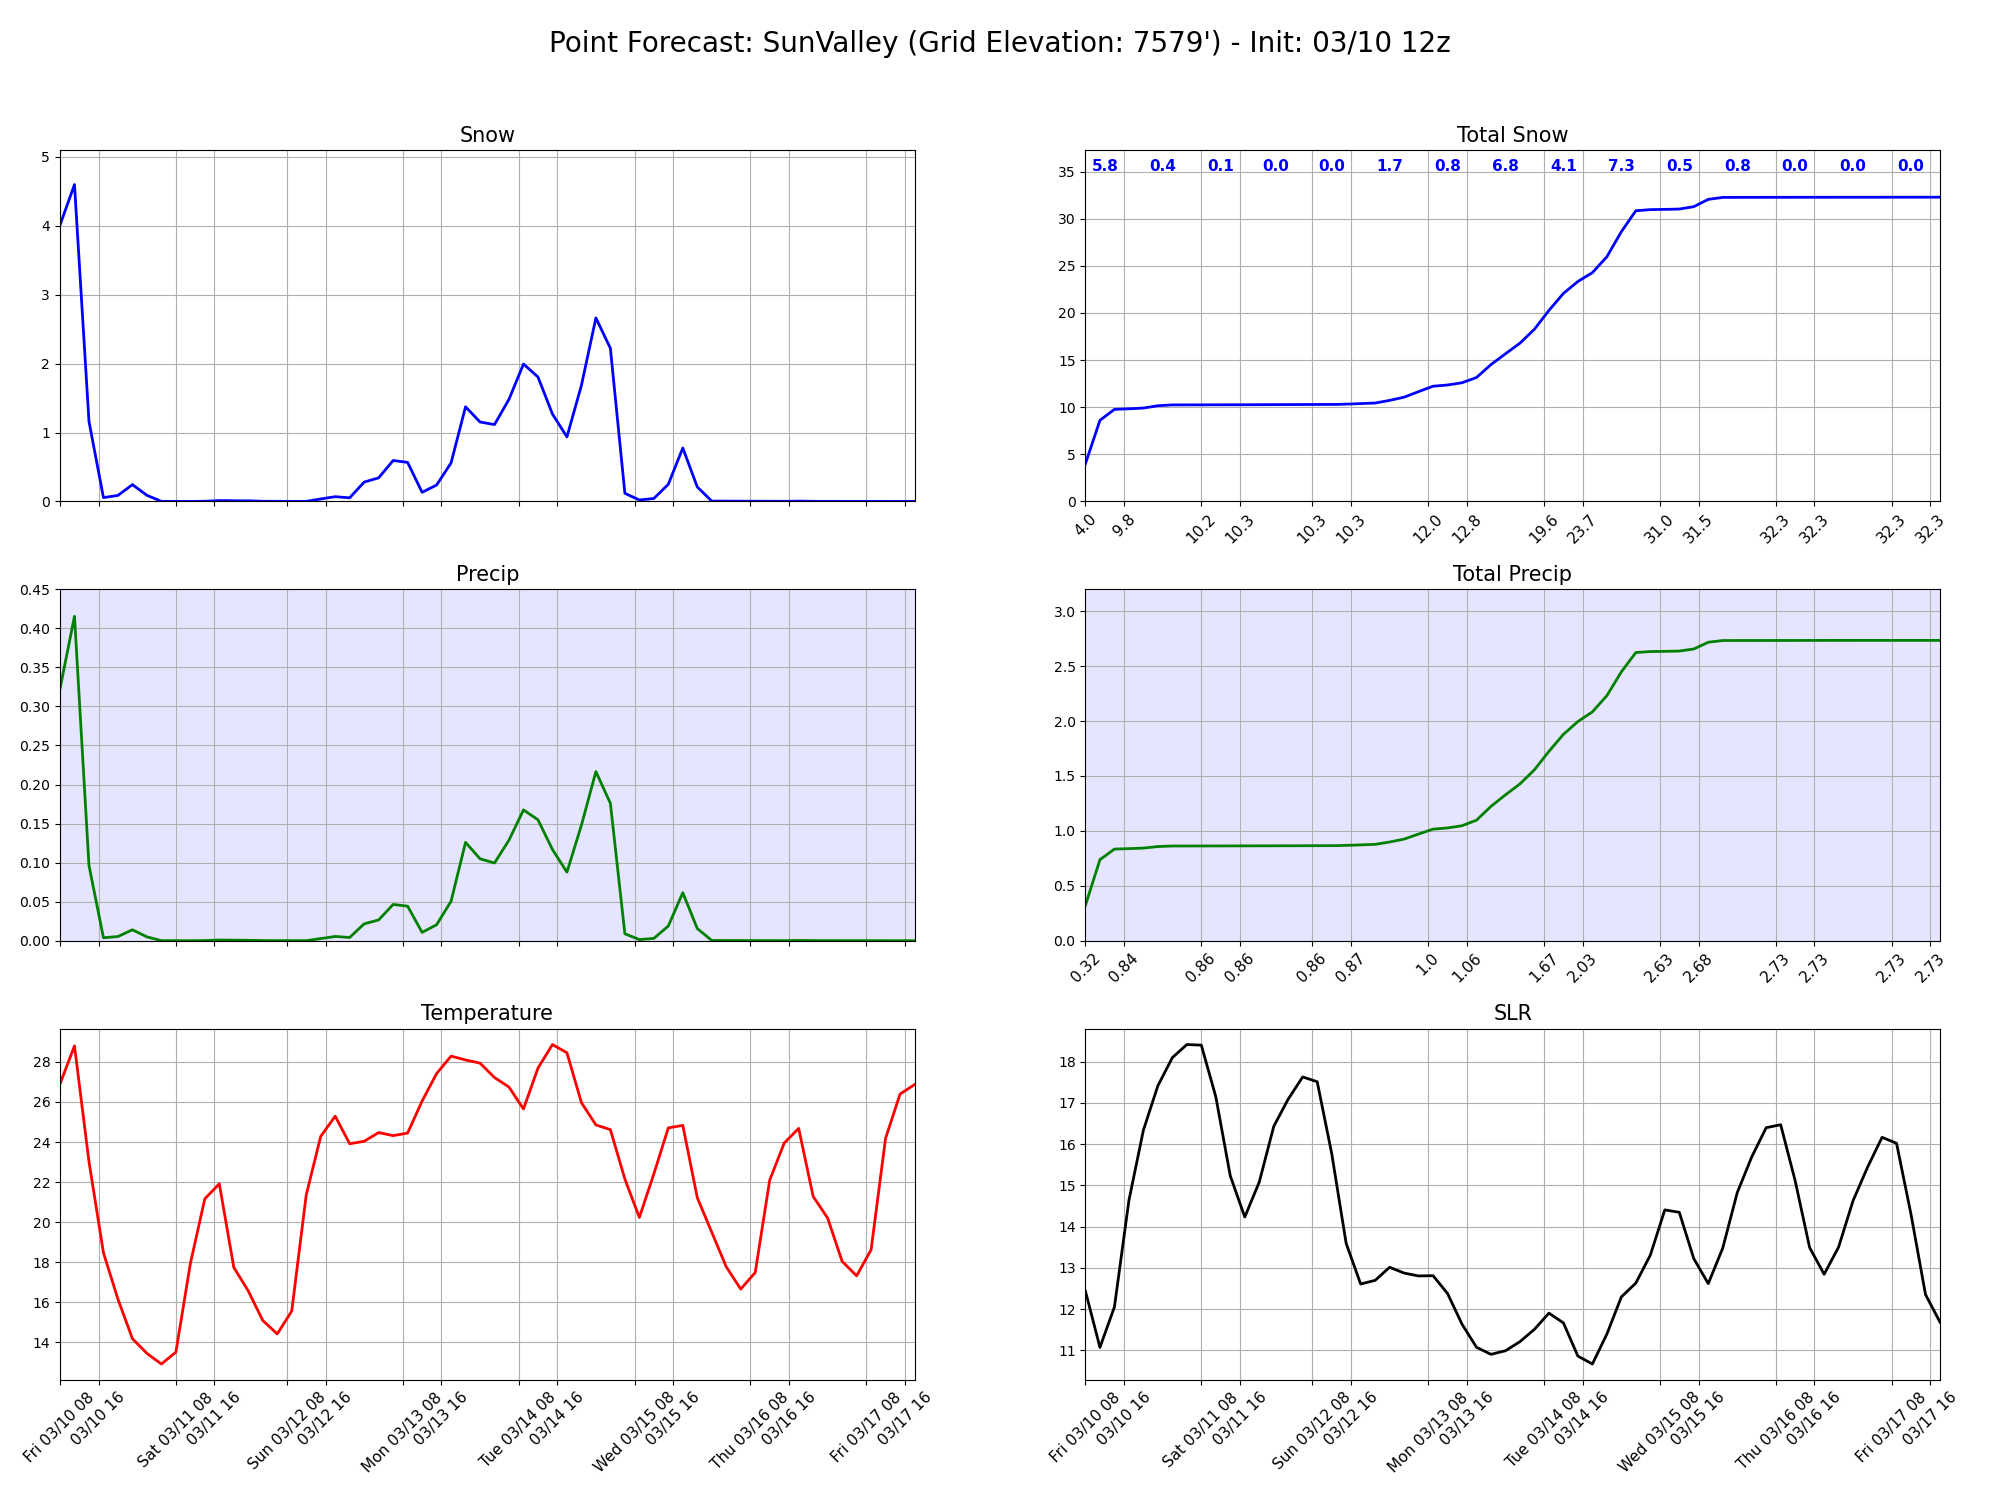 Point Forecast: SunValley (Grid Elevation: 7579') - Init: 03/10 12z
Snow
5
4
3
2
1
0
Total Snow
5.8 0.4 0.1 0.0 0.0 1.7 0.8 6.8 4.1 7.3 0.5 0.8 0.0 0.0 0.0
35
30
25
20
15
10
5
0
4.0 9.8 10.2 10.3 10.3 10.3 12.0 12.8 19.6 23.7 31.0 31.5 32.3 32.3 32.3 32.3
Precip
0.45
0.40
0.35
0.30
0.25
0.20
0.15
0.10
0.05
0.00
Total Precip
3.0
2.5
2.0
1.5
1.0
0.5
0.0
0.32 0.84 0.86 0.86 0.86 0.87 1.0 1.06 1.67 2.03 2.63 2.68 2.73 2.73 2.73 2.73
Temperature
28
26
24
22
20
18
16
14
Fri 03/10 08
03/10 16
Sat 03/11 08
03/11 16
Sun 03/12 08
03/12 16
Mon 03/13 08
03/13 16
Tue 03/14 08
03/14 16
Wed 03/15 08
03/15 16
Thu 03/16 08
03/16 16
Fri 03/17 08
03/17 16
SLR
18
17
16
15
14
13
12
11
Fri 03/10 08
03/10 16
Sat 03/11 08
03/11 16
Sun 03/12 08
03/12 16
Mon 03/13 08
03/13 16
Tue 03/14 08
03/14 16
Wed 03/15 08
03/15 16
Thu 03/16 08
03/16 16
Fri 03/17 08
03/17 16